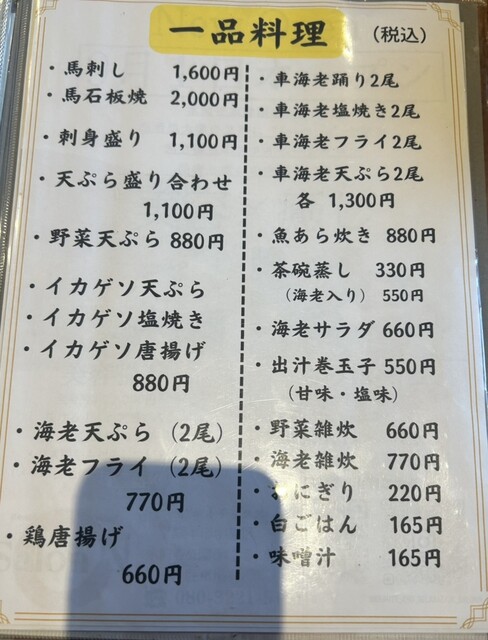 一品料理 (税込)
・馬刺し 1,600円
・馬石板焼 2,000円
・刺身盛り 1,100円
・天ぷら盛り合わせ
1,100円
・野菜天ぷら 880円
・イカゲソ天ぷら
・イカゲソ塩焼き
・イカゲソ唐揚げ
880円
・海老天ぷら (2尾)
・海老フライ (2尾)
770円
・鶏唐揚げ
660円
・車海老踊り2尾
・車海老塩焼き2尾
・車海老フライ2尾
・車海老天ぷら2尾
各 1,300円
・魚あら炊き 880円
・茶碗蒸し 330円
(海老入り) 550円
・海老サラダ 660円
・出汁巻玉子 550円
(甘味・塩味)
・野菜雑炊 660円
・海老雑炊 770円
・おにぎり 220円
・白ごはん 165円
・味噌汁 165円